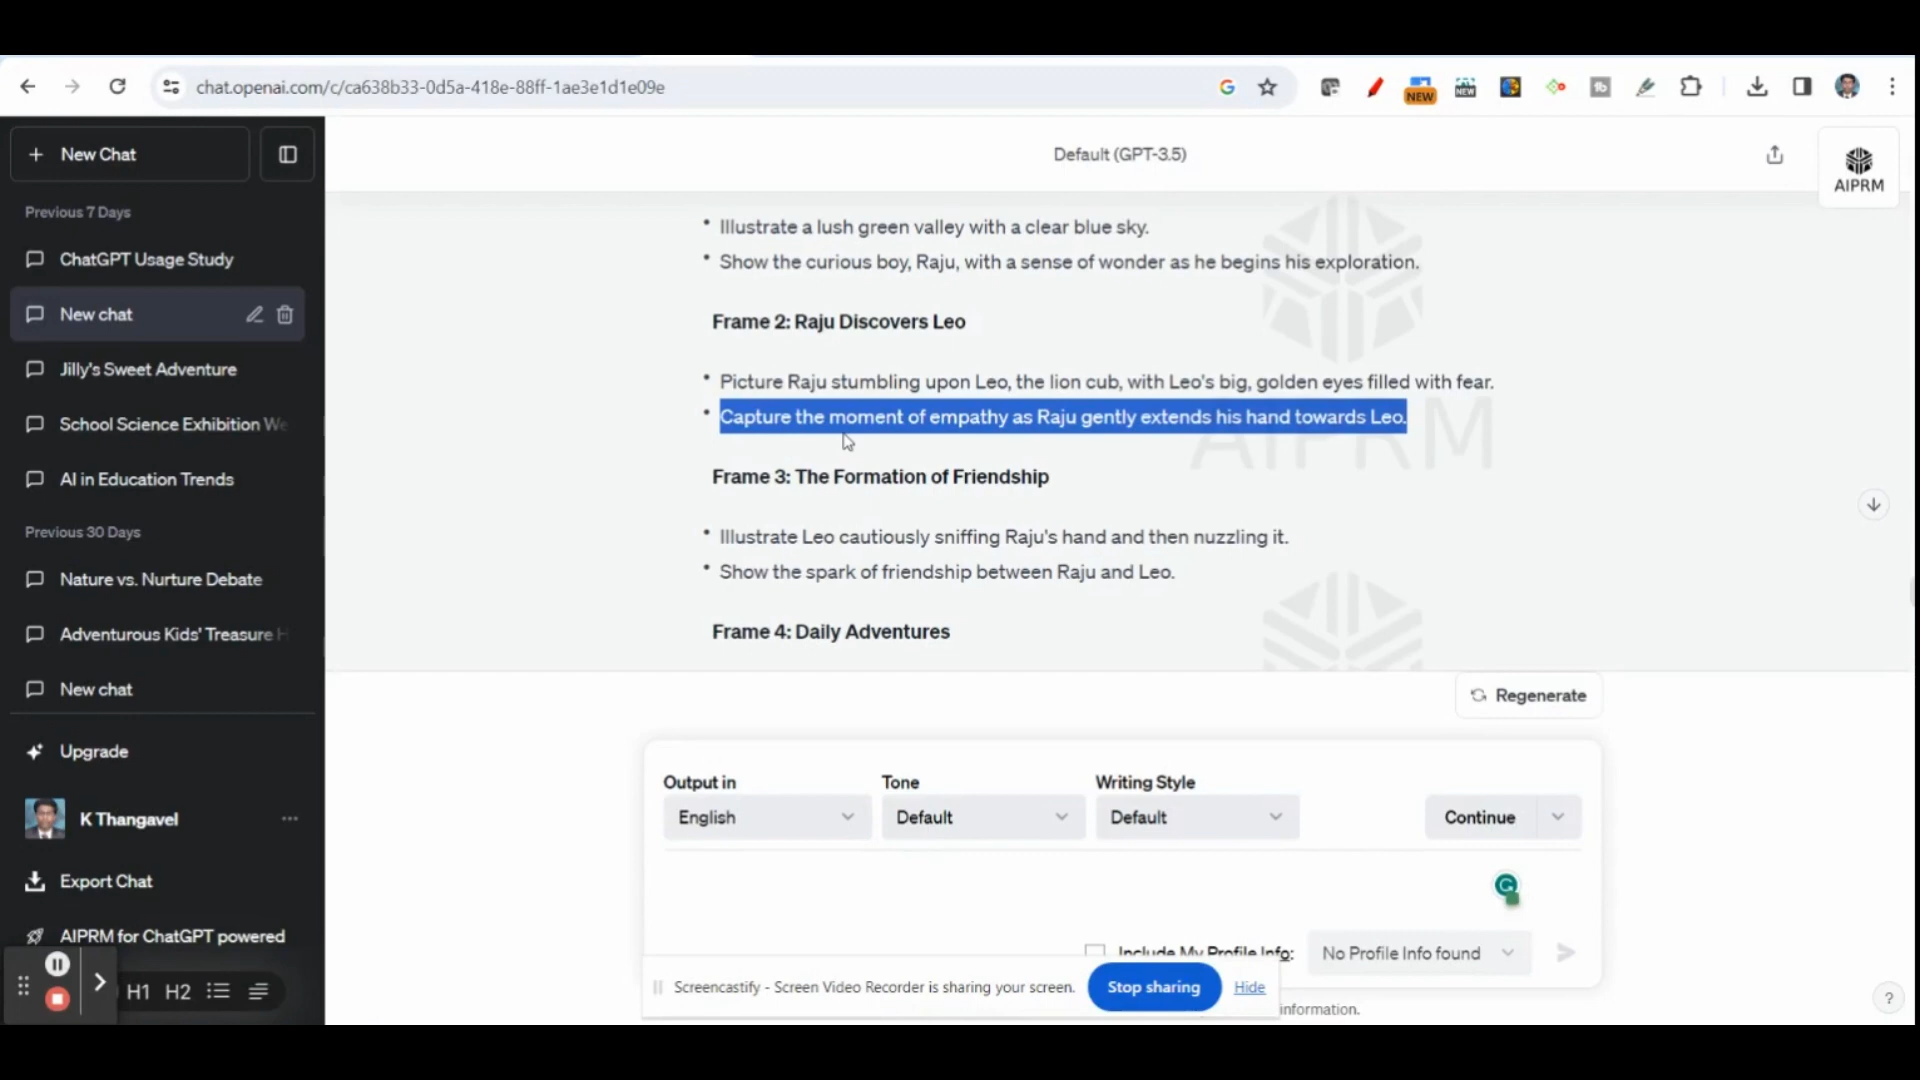 chat.openai.com/c/ca638b33-0d5a-418e-88ff-1ae3e1d1e09e
NEW
NEW
New Chat
Default (GPT-3.5)
AIPRM
Previous 7 Days
ChatGPT Usage Study
New chat
Jilly's Sweet Adventure
School Science Exhibition We
AI in Education Trends
Previous 30 Days
Nature vs. Nurture Debate
Adventurous Kids' Treasure H
New chat
Upgrade
K Thangavel
Export Chat
AIPRM for ChatGPT powered
H1 H2
• Illustrate a lush green valley with a clear blue sky.
• Show the curious boy, Raju, with a sense of wonder as he begins his exploration.
Frame 2: Raju Discovers Leo
• Picture Raju stumbling upon Leo, the lion cub, with Leo's big, golden eyes filled with fear.
• Capture the moment of empathy as Raju gently extends his hand towards Leo.
AIPRM
Frame 3: The Formation of Friendship
• Illustrate Leo cautiously sniffing Raju's hand and then nuzzling it.
• Show the spark of friendship between Raju and Leo.
Frame 4: Daily Adventures
Regenerate
Output in Tone Writing Style
English Default Default Continue
Include My Profile Info: No Profile Info found
Screencastify - Screen Video Recorder is sharing your screen. Stop sharing Hide
information.
?